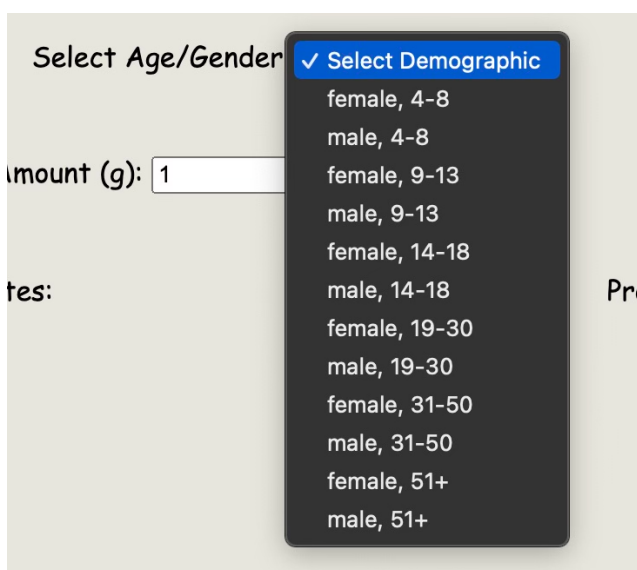 Select Age/Gender ✓ Select Demographic
female, 4-8
male, 4-8
Amount (g): 1
female, 9-13
male, 9-13
female, 14-18
tes:
male, 14-18
Pr
female, 19-30
male, 19-30
female, 31-50
male, 31-50
female, 51+
male, 51+